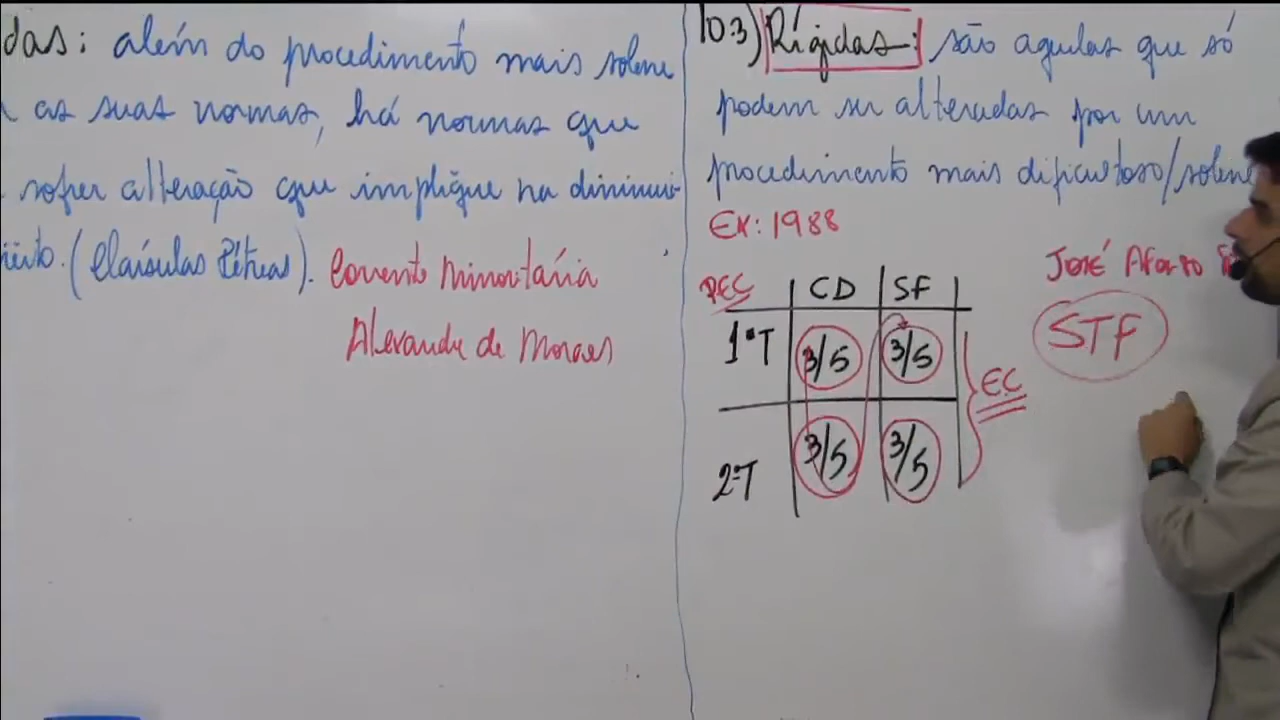 das: além do procedimento mais solene
as suas normas, há normas que
sofrer alteração que implique na diminui-
(Cláusulas Pétreas). Corrente Minoritária
Alexandre de Moraes
10.3) Rígidas: são aquelas que só
podem ser alteradas por um
procedimento mais dificultoso/solene
EX: 1988
PEC CD SF
1ºT 3/5 3/5
2ºT 3/5 3/5
EC
JOSÉ AFONSO
STF